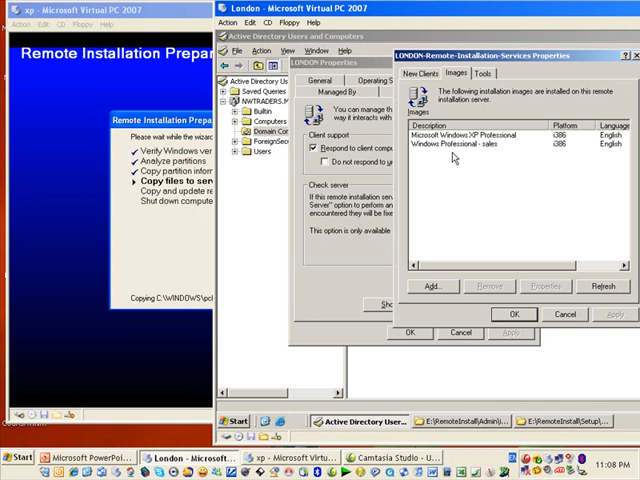 xp - Microsoft Virtual PC 2007
Action Edit CD Floppy Help
Remote Installation Prepar
Remote Installation Prepar
Please wait while the wizar
Verify Windows ver
Analyze partitions
Copy partition inform
Copy files to serv
Copy and update re
Shut down compute
Copying C:\WINDOWS\pcl
London - Microsoft Virtual PC 2007
Action Edit CD Floppy Help
Active Directory Users and Computers
File Action View Window Help
Active Directory User
Saved Queries
NWTRADERS.M
Builtin
Computers
Domain Con
ForeignSecu
Users
LONDON Properties
General
Operating S
Managed By
You can manage th
way it interacts with
Client support
Respond to client comp
Do not respond to u
Check server
If this remote installation serv
Server" option to perform an i
encountered they will be fixe
This option is only available
Sho
OK Cancel Apply
LONDON-Remote-Installation-Services Properties
New Clients Images Tools
The following installation images are installed on this remote
installation server.
Images
Description Platform Language
Microsoft Windows XP Professional i386 English
Windows Professional - sales i386 English
Add... Remove Properties Refresh
OK Cancel Apply
Start Active Directory User... E:\RemoteInstall\Admin\i... E:\RemoteInstall\Setup\...
Start Microsoft PowerPoi... London - Microsoft... xp - Microsoft Virtu... Camtasia Studio - U...
11:08 PM